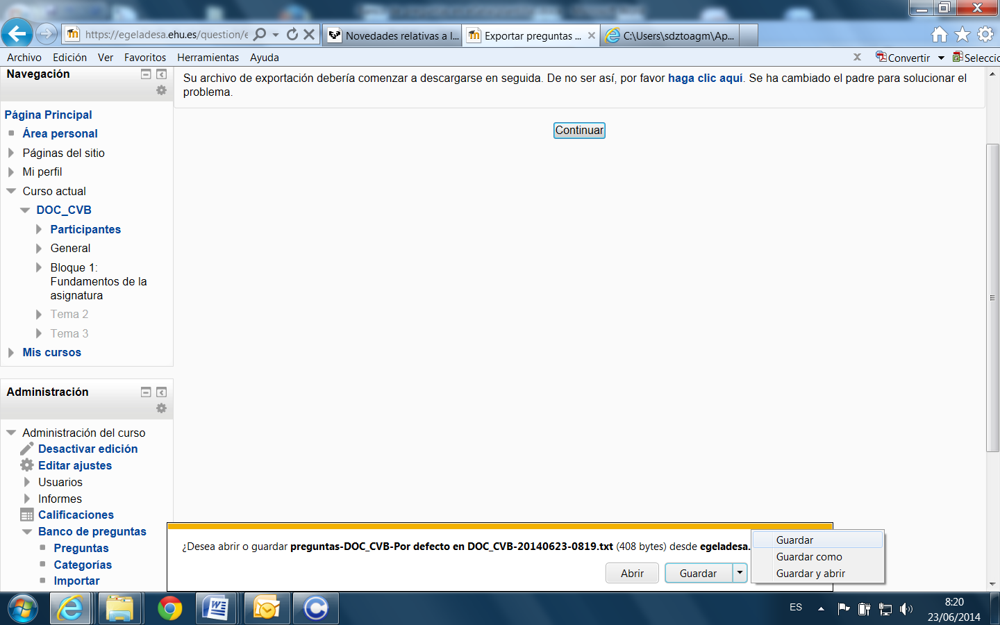 https://egeladesa.ehu.es/question/e
Novedades relativas a l...
Exportar preguntas ...
C:\Users\sdztoagm\Ap...
Archivo Edición Ver Favoritos Herramientas Ayuda
Convertir
Selecció
Navegación
Página Principal
Área personal
Páginas del sitio
Mi perfil
Curso actual
DOC_CVB
Participantes
General
Bloque 1:
Fundamentos de la
asignatura
Tema 2
Tema 3
Mis cursos
Administración
Administración del curso
Desactivar edición
Editar ajustes
Usuarios
Informes
Calificaciones
Banco de preguntas
Preguntas
Categorías
Importar
Su archivo de exportación debería comenzar a descargarse en seguida. De no ser así, por favor haga clic aquí. Se ha cambiado el padre para solucionar el
problema.
Continuar
¿Desea abrir o guardar preguntas-DOC_CVB-Por defecto en DOC_CVB-20140623-0819.txt (408 bytes) desde egeladesa.
Abrir
Guardar
Guardar
Guardar como
Guardar y abrir
ES
8:20
23/06/2014